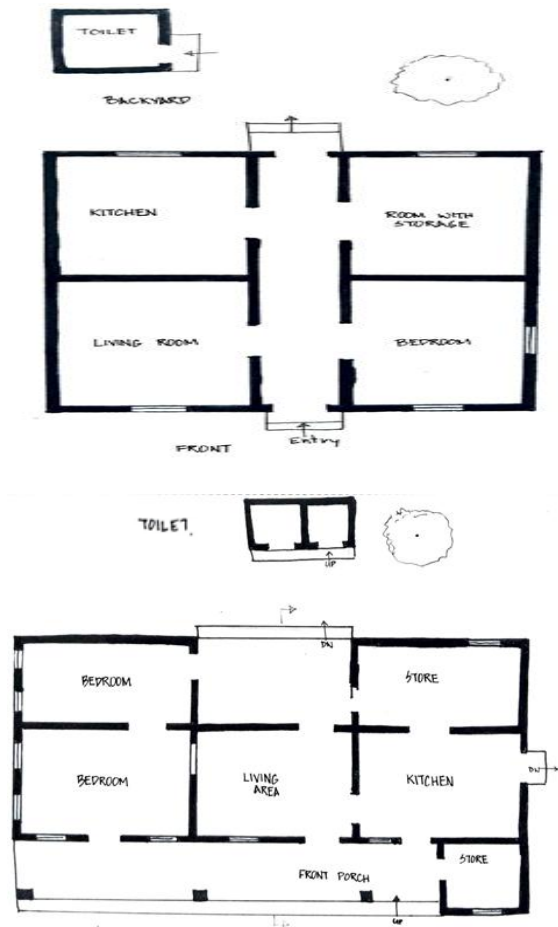 TOILET
BACKYARD
KITCHEN
ROOM WITH
STORAGE
LIVING ROOM
BEDROOM
FRONT
Entry
TOILET.
UP
DN
BEDROOM
STORE
BEDROOM
LIVING
AREA
KITCHEN
DN
STORE
FRONT PORCH
UP